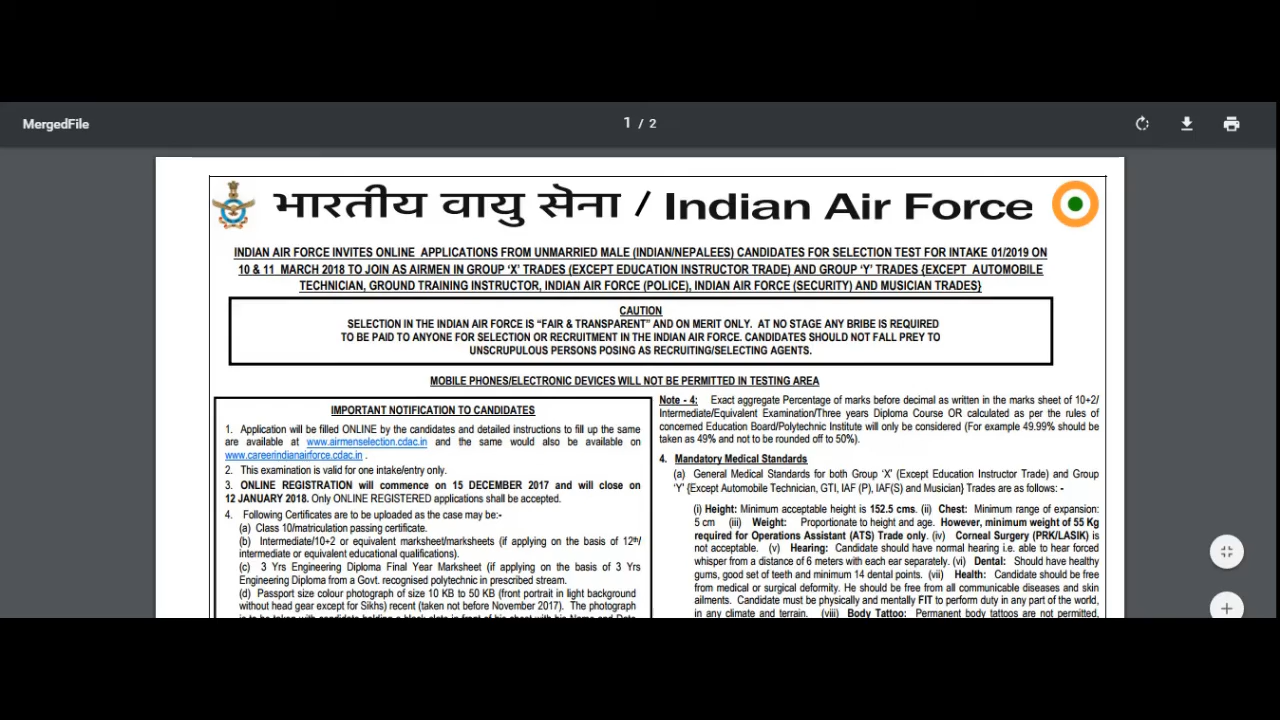 MergedFile
1 / 2
भारतीय वायु सेना / Indian Air Force
INDIAN AIR FORCE INVITES ONLINE APPLICATIONS FROM UNMARRIED MALE (INDIAN/NEPALEES) CANDIDATES FOR SELECTION TEST FOR INTAKE 01/2019 ON
10 & 11 MARCH 2018 TO JOIN AS AIRMEN IN GROUP 'X' TRADES (EXCEPT EDUCATION INSTRUCTOR TRADE) AND GROUP 'Y' TRADES {EXCEPT AUTOMOBILE
TECHNICIAN, GROUND TRAINING INSTRUCTOR, INDIAN AIR FORCE (POLICE), INDIAN AIR FORCE (SECURITY) AND MUSICIAN TRADES}
CAUTION
SELECTION IN THE INDIAN AIR FORCE IS "FAIR & TRANSPARENT" AND ON MERIT ONLY. AT NO STAGE ANY BRIBE IS REQUIRED
TO BE PAID TO ANYONE FOR SELECTION OR RECRUITMENT IN THE INDIAN AIR FORCE. CANDIDATES SHOULD NOT FALL PREY TO
UNSCRUPULOUS PERSONS POSING AS RECRUITING/SELECTING AGENTS.
MOBILE PHONES/ELECTRONIC DEVICES WILL NOT BE PERMITTED IN TESTING AREA
IMPORTANT NOTIFICATION TO CANDIDATES
1. Application will be filled ONLINE by the candidates and detailed instructions to fill up the same
are available at www.airmenselection.cdac.in and the same would also be available on
www.careerindianairforce.cdac.in .
2. This examination is valid for one intake/entry only.
3. ONLINE REGISTRATION will commence on 15 DECEMBER 2017 and will close on
12 JANUARY 2018. Only ONLINE REGISTERED applications shall be accepted.
4. Following Certificates are to be uploaded as the case may be:-
(a) Class 10/matriculation passing certificate.
(b) Intermediate/10+2 or equivalent marksheet/marksheets (if applying on the basis of 12th/
intermediate or equivalent educational qualifications).
(c) 3 Yrs Engineering Diploma Final Year Marksheet (if applying on the basis of 3 Yrs
Engineering Diploma from a Govt. recognised polytechnic in prescribed stream.
(d) Passport size colour photograph of size 10 KB to 50 KB (front portrait in light background
without head gear except for Sikhs) recent (taken not before November 2017). The photograph
Note - 4: Exact aggregate Percentage of marks before decimal as written in the marks sheet of 10+2/
Intermediate/Equivalent Examination/Three years Diploma Course OR calculated as per the rules of
concerned Education Board/Polytechnic Institute will only be considered (For example 49.99% should be
taken as 49% and not to be rounded off to 50%).
4. Mandatory Medical Standards
(a) General Medical Standards for both Group 'X' (Except Education Instructor Trade) and Group
'Y' {Except Automobile Technician, GTI, IAF (P), IAF(S) and Musician} Trades are as follows: -
(i) Height: Minimum acceptable height is 152.5 cms. (ii) Chest: Minimum range of expansion:
5 cm (iii) Weight: Proportionate to height and age. However, minimum weight of 55 Kg
required for Operations Assistant (ATS) Trade only. (iv) Corneal Surgery (PRK/LASIK) is
not acceptable. (v) Hearing: Candidate should have normal hearing i.e. able to hear forced
whisper from a distance of 6 meters with each ear separately. (vi) Dental: Should have healthy
gums, good set of teeth and minimum 14 dental points. (vii) Health: Candidate should be free
from medical or surgical deformity. He should be free from all communicable diseases and skin
ailments. Candidate must be physically and mentally FIT to perform duty in any part of the world,
in any climate and terrain. (viii) Body Tattoo: Permanent body tattoos are not permitted,